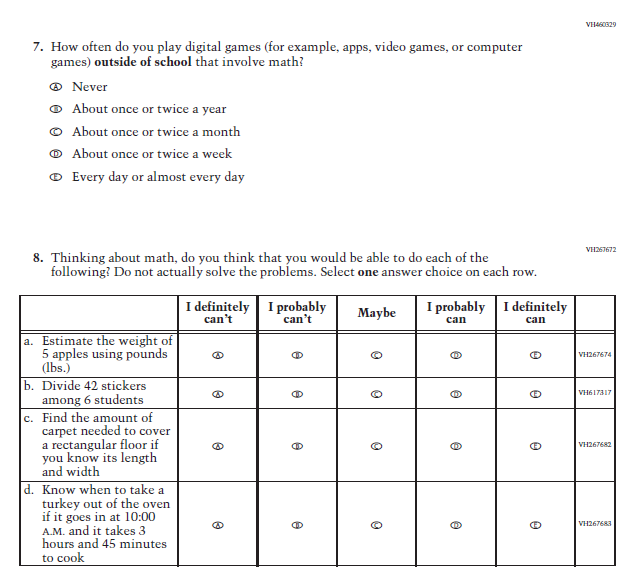 VH460329
7. How often do you play digital games (for example, apps, video games, or computer
games) outside of school that involve math?
A Never
B About once or twice a year
C About once or twice a month
D About once or twice a week
E Every day or almost every day
VH267672
8. Thinking about math, do you think that you would be able to do each of the
following? Do not actually solve the problems. Select one answer choice on each row.
I definitely can't I probably can't Maybe I probably can I definitely can
a. Estimate the weight of
5 apples using pounds
(lbs.)
A B C D E VH267674
b. Divide 42 stickers
among 6 students
A B C D E VH617317
c. Find the amount of
carpet needed to cover
a rectangular floor if
you know its length
and width
A B C D E VH267682
d. Know when to take a
turkey out of the oven
if it goes in at 10:00
A.M. and it takes 3
hours and 45 minutes
to cook
A B C D E VH267683